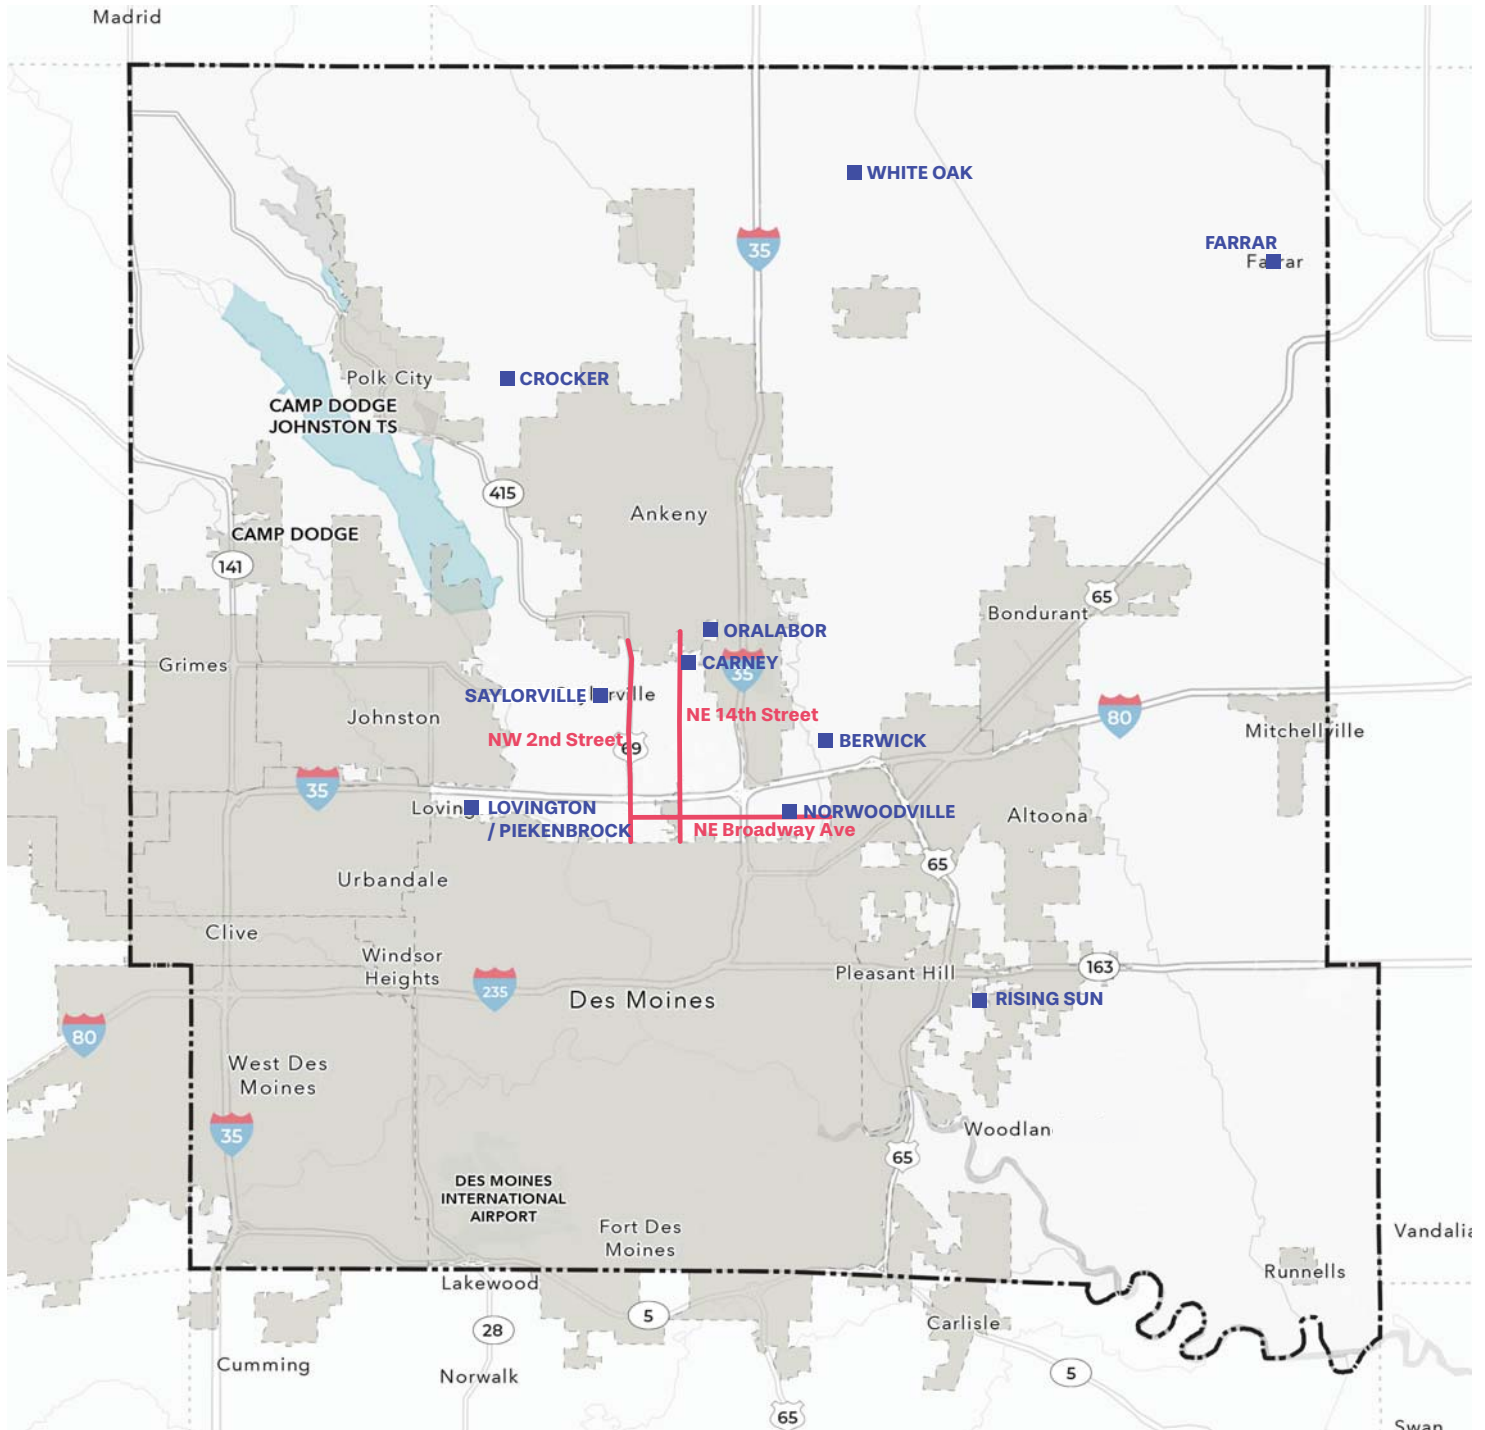 Madrid
WHITE OAK
35
FARRAR
Farrar
Polk City
CROCKER
CAMP DODGE
JOHNSTON TS
415
Ankeny
CAMP DODGE
141
65
Bondurant
ORALABOR
Grimes
CARNEY
35
SAYLORVILLE
rville
Johnston
NE 14th Street
80
Mitchellville
NW 2nd Street
69
BERWICK
35
Loving
LOVINGTON
/ PIEKENBROCK
NORWOODVILLE
NE Broadway Ave
Altoona
65
Urbandale
Clive
Windsor
Heights
Pleasant Hill
163
235
Des Moines
RISING SUN
80
West Des
Moines
35
Woodlan
65
DES MOINES
INTERNATIONAL
AIRPORT
Fort Des
Moines
Vandalia
Runnells
Lakewood
5
28
Carlisle
Cumming
Norwalk
5
65
Swan